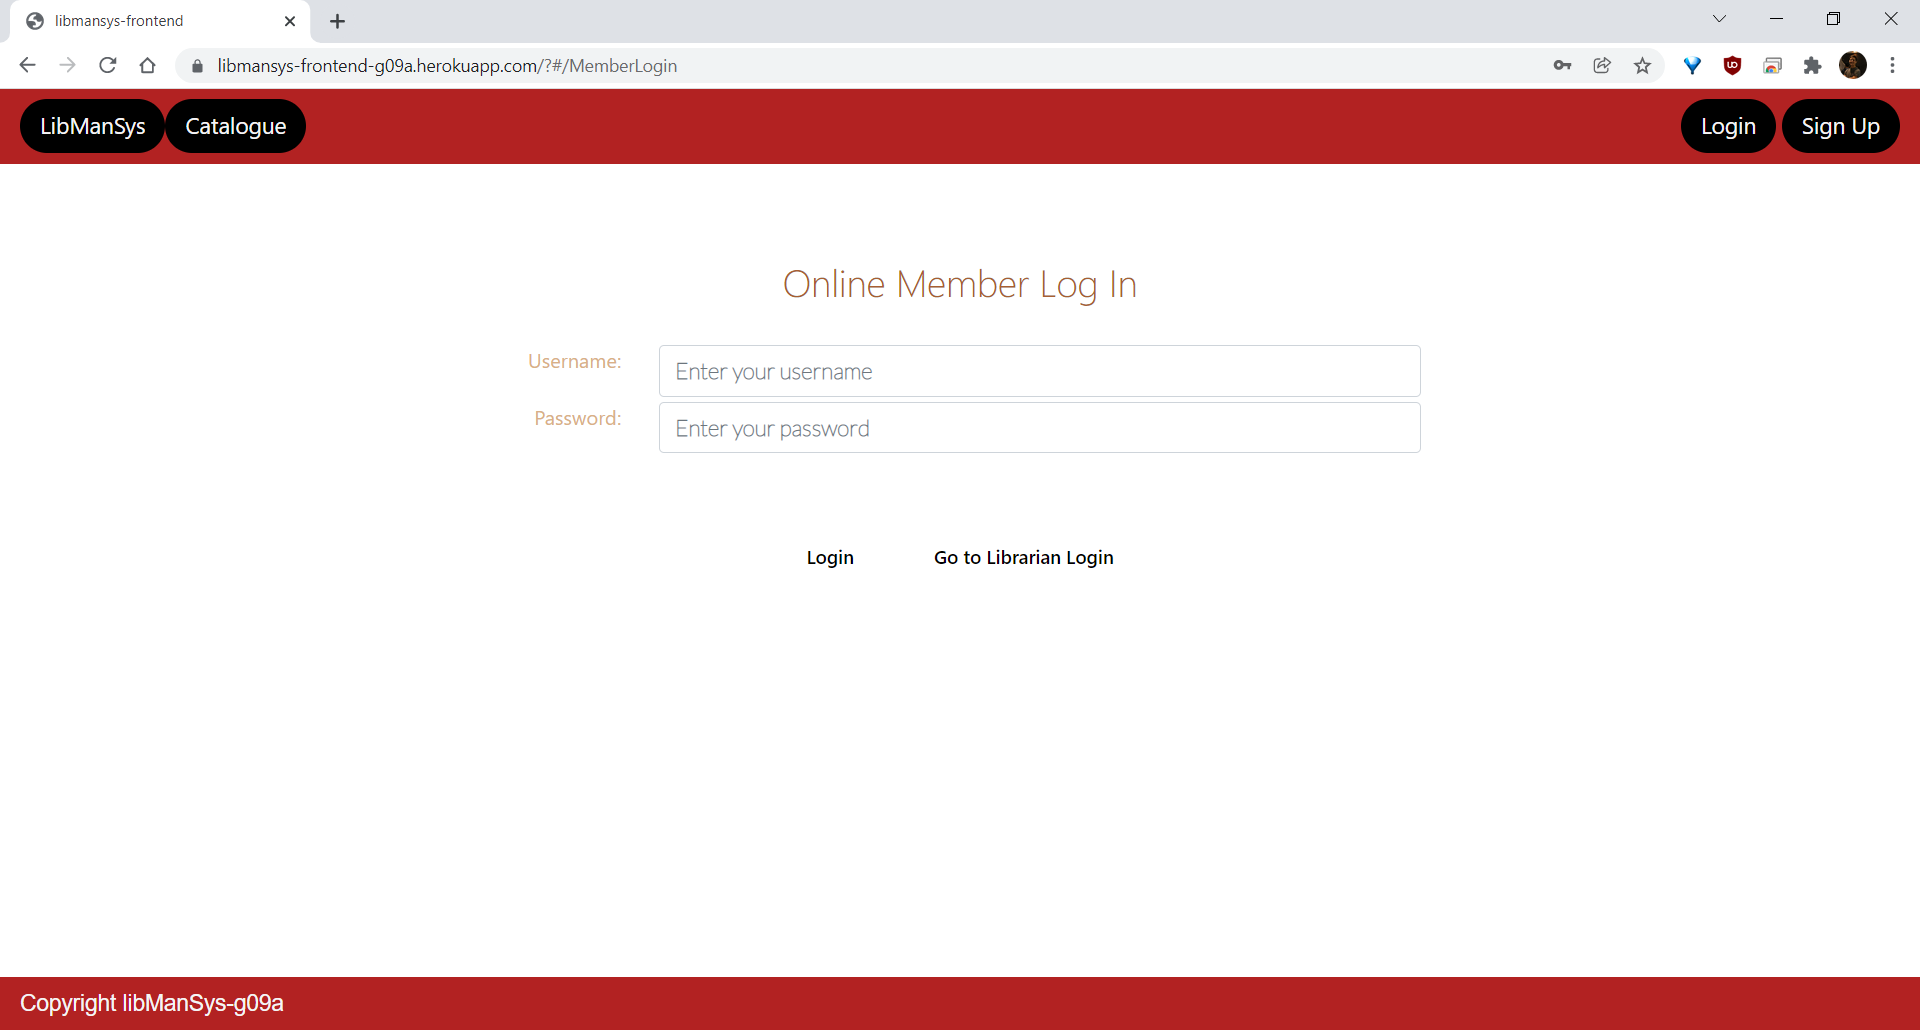 libmansys-frontend
libmansys-frontend-g09a.herokuapp.com/?#/MemberLogin
LibManSys Catalogue Login Sign Up
Online Member Log In
Username: Enter your username
Password: Enter your password
Login Go to Librarian Login
Copyright libManSys-g09a